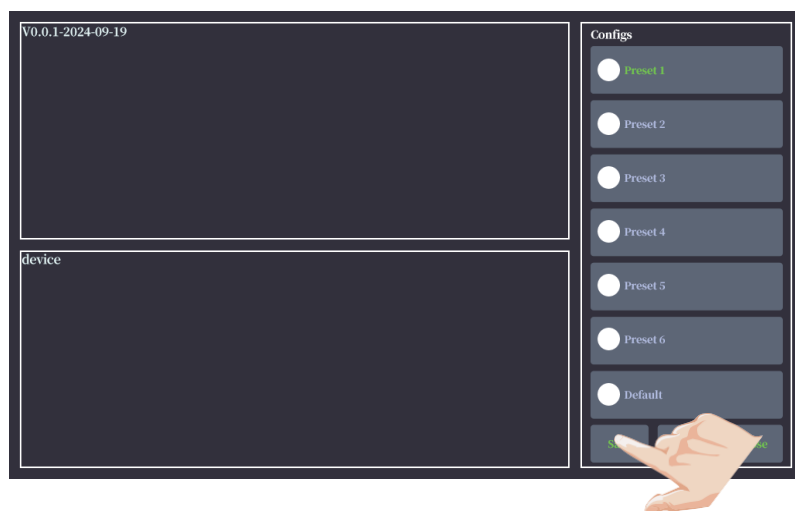 V0.0.1-2024-09-19
device
Configs
Preset 1
Preset 2
Preset 3
Preset 4
Preset 5
Preset 6
Default